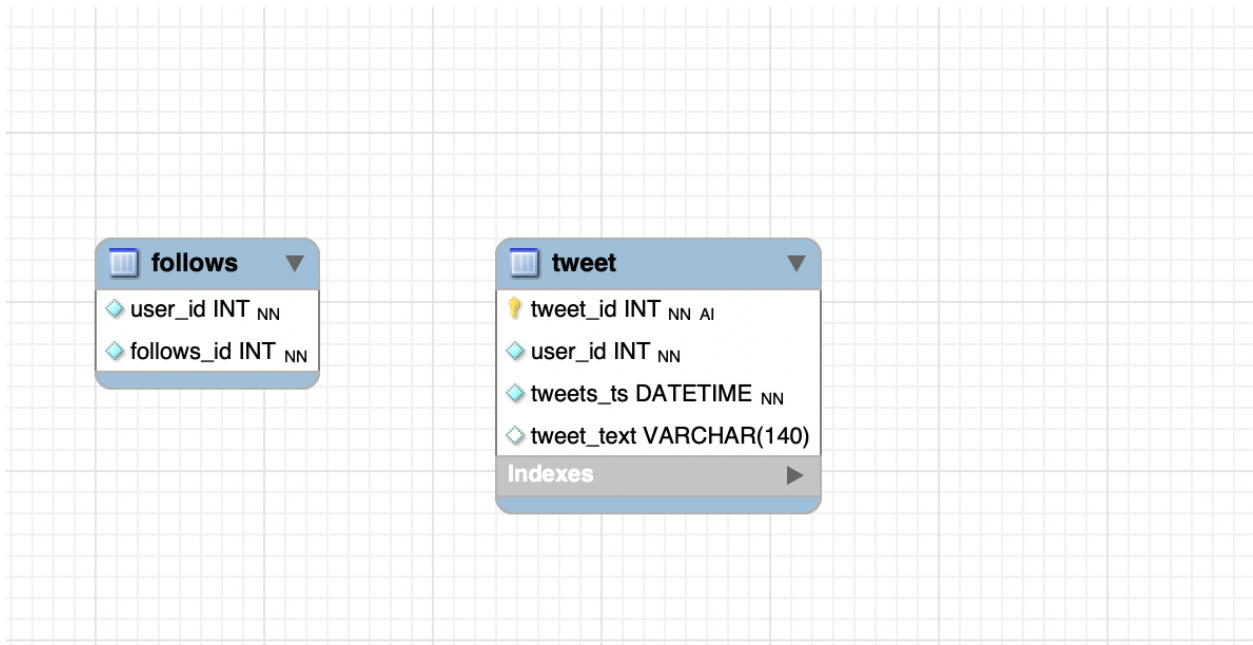 follows
user_id INT NN
follows_id INT NN
tweet
tweet_id INT NN AI
user_id INT NN
tweets_ts DATETIME NN
tweet_text VARCHAR(140)
Indexes